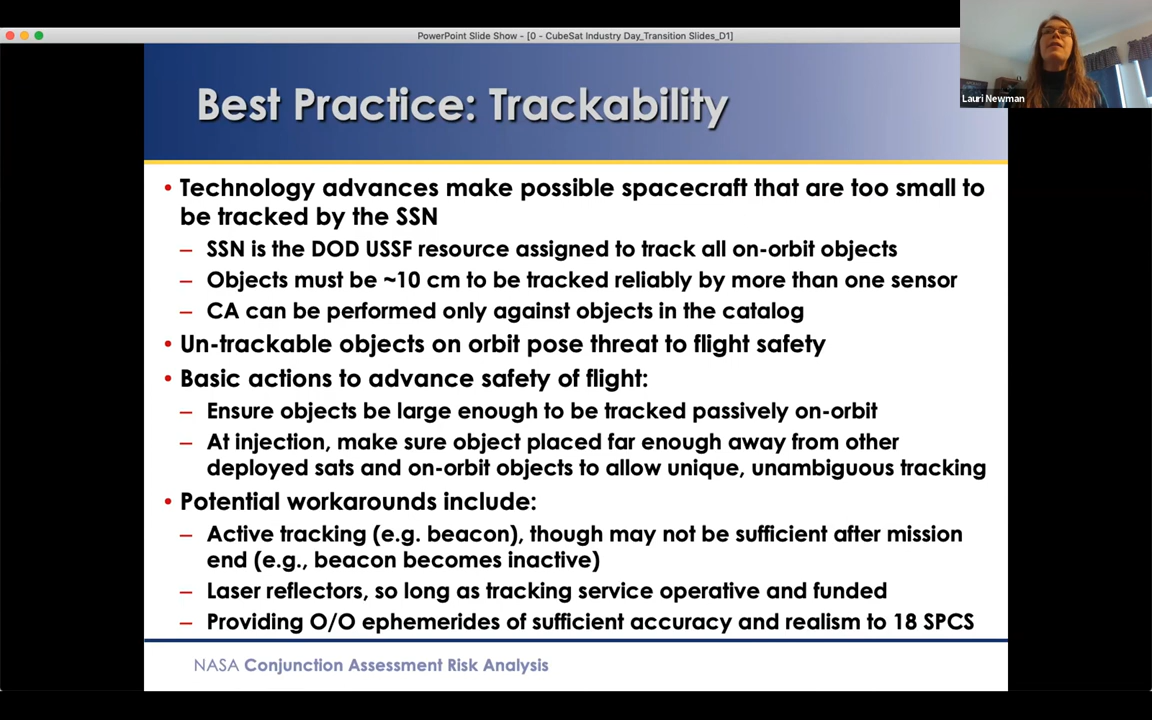 PowerPoint Slide Show - [0 - CubeSat Industry Day_Transition Slides_D1]
Lauri Newman
Best Practice: Trackability
• Technology advances make possible spacecraft that are too small to
be tracked by the SSN
– SSN is the DOD USSF resource assigned to track all on-orbit objects
– Objects must be ~10 cm to be tracked reliably by more than one sensor
– CA can be performed only against objects in the catalog
• Un-trackable objects on orbit pose threat to flight safety
• Basic actions to advance safety of flight:
– Ensure objects be large enough to be tracked passively on-orbit
– At injection, make sure object placed far enough away from other
deployed sats and on-orbit objects to allow unique, unambiguous tracking
• Potential workarounds include:
– Active tracking (e.g. beacon), though may not be sufficient after mission
end (e.g., beacon becomes inactive)
– Laser reflectors, so long as tracking service operative and funded
– Providing O/O ephemerides of sufficient accuracy and realism to 18 SPCS
NASA Conjunction Assessment Risk Analysis